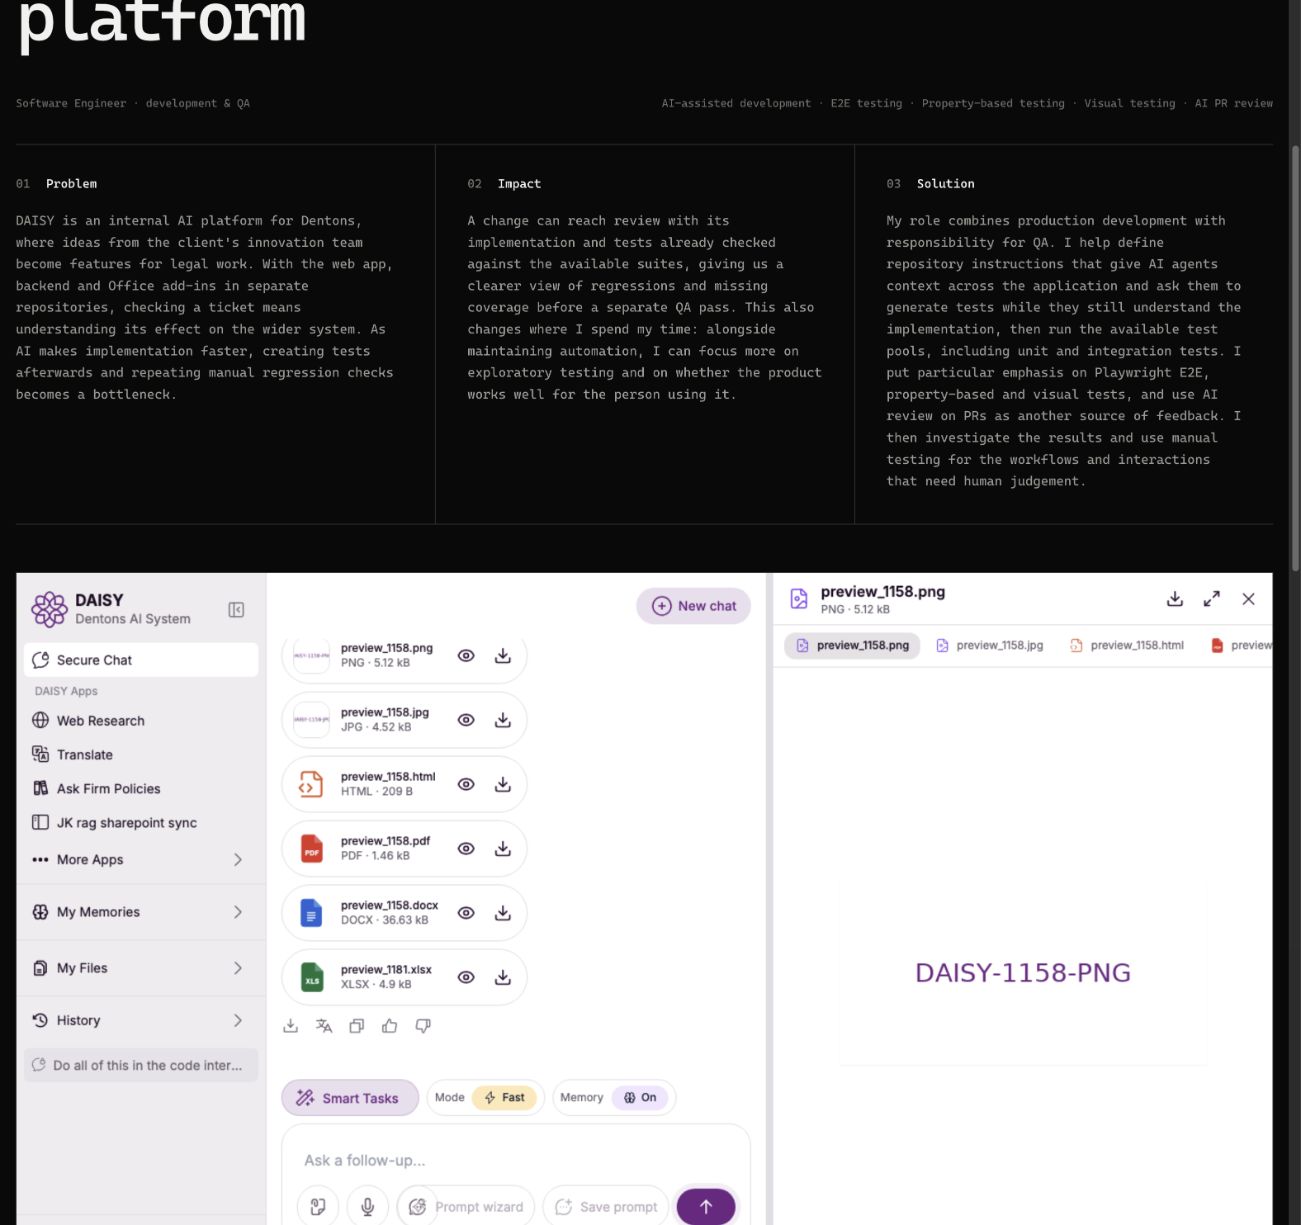 platform
Software Engineer · development & QA
AI-assisted development · E2E testing · Property-based testing · Visual testing · AI PR review
01 Problem
DAISY is an internal AI platform for Dentons,
where ideas from the client's innovation team
become features for legal work. With the web app,
backend and Office add-ins in separate
repositories, checking a ticket means
understanding its effect on the wider system. As
AI makes implementation faster, creating tests
afterwards and repeating manual regression checks
becomes a bottleneck.
02 Impact
A change can reach review with its
implementation and tests already checked
against the available suites, giving us a
clearer view of regressions and missing
coverage before a separate QA pass. This also
changes where I spend my time: alongside
maintaining automation, I can focus more on
exploratory testing and on whether the product
works well for the person using it.
03 Solution
My role combines production development with
responsibility for QA. I help define
repository instructions that give AI agents
context across the application and ask them to
generate tests while they still understand the
implementation, then run the available test
pools, including unit and integration tests. I
put particular emphasis on Playwright E2E,
property-based and visual tests, and use AI
review on PRs as another source of feedback. I
then investigate the results and use manual
testing for the workflows and interactions
that need human judgement.
DAISY
Dentons AI System
Secure Chat
DAISY Apps
Web Research
Translate
Ask Firm Policies
JK rag sharepoint sync
More Apps
My Memories
My Files
History
Do all of this in the code inter...
New chat
preview_1158.png
PNG · 5.12 kB
preview_1158.jpg
JPG · 4.52 kB
preview_1158.html
HTML · 209 B
PDF
preview_1158.pdf
PDF · 1.46 kB
preview_1158.docx
DOCX · 36.63 kB
XLS
preview_1181.xlsx
XLSX · 4.9 kB
Smart Tasks
Mode Fast
Memory On
Ask a follow-up...
Prompt wizard
Save prompt
preview_1158.png
PNG · 5.12 kB
preview_1158.png
preview_1158.jpg
preview_1158.html
preview
DAISY-1158-PNG